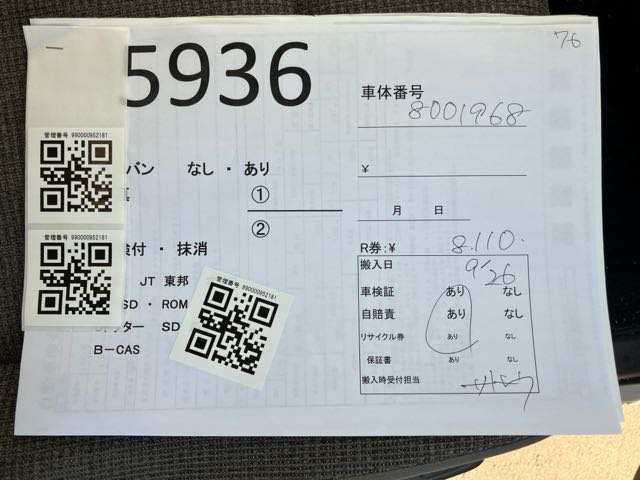 5936
76
車体番号
8001968
管理番号 990000952181
バン なし・あり
¥
①
②
月 日
管理番号 990000952181
付・抹消
R券:¥ 8.110.
JT 東邦
管理番号 990000952181
SD・ROM
SD
B-CAS
搬入日 9/26
車検証 あり なし
自賠責 あり なし
リサイクル券 あり なし
保証書 あり なし
搬入時受付担当